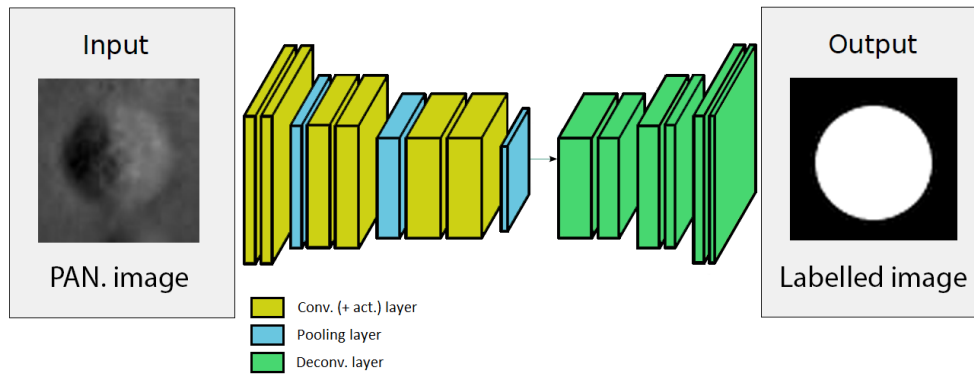 Input
PAN. image
Conv. (+ act.) layer
Pooling layer
Deconv. layer
Output
Labelled image